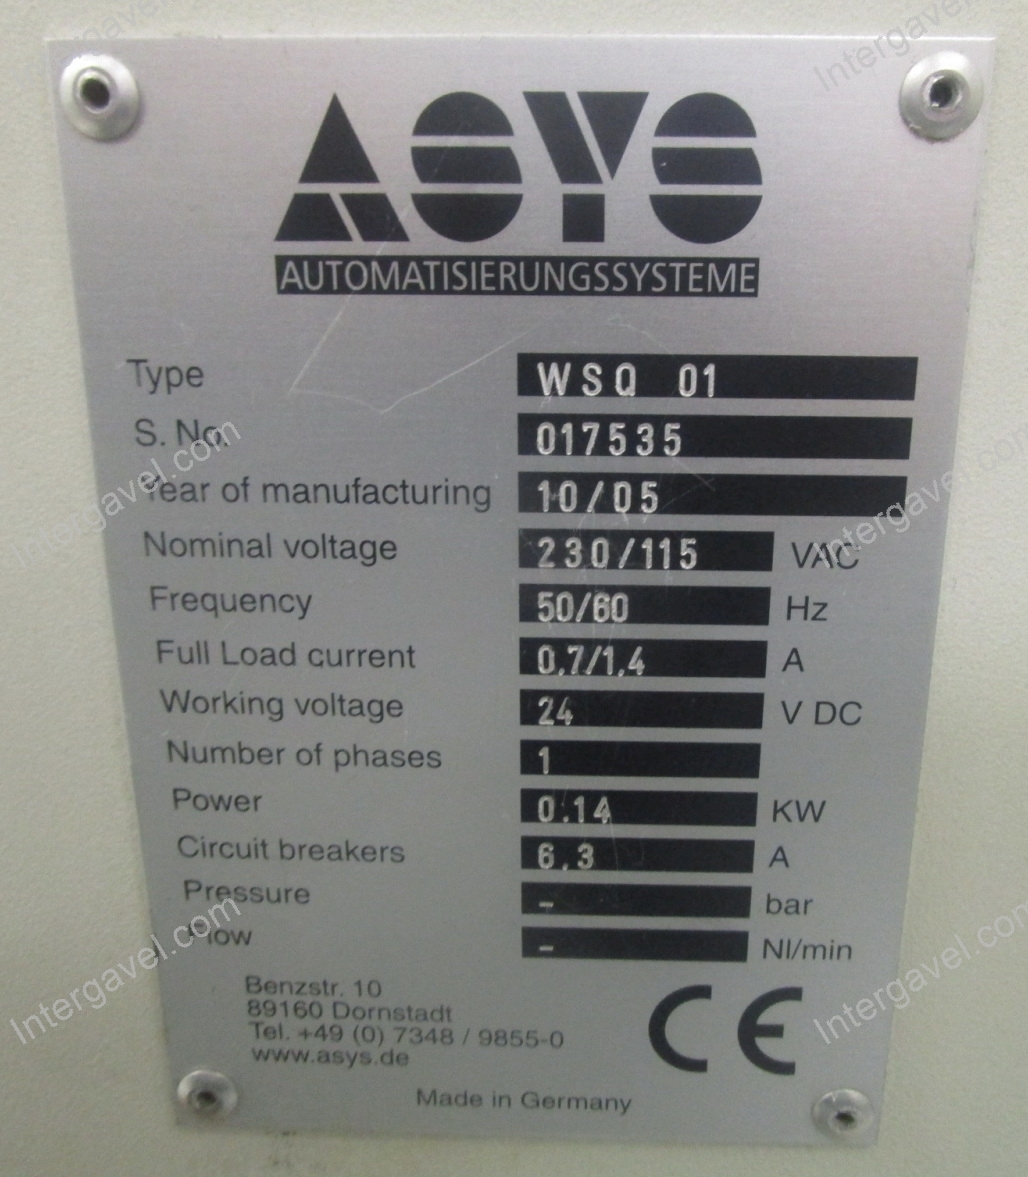 ASYS
AUTOMATISIERUNGSSYSTEME
Type WSQ 01
S. No. 017535
Year of manufacturing 10/05
Nominal voltage 230/115 VAC
Frequency 50/60 Hz
Full Load current 0,7/1,4 A
Working voltage 24 V DC
Number of phases 1
Power 0.14 KW
Circuit breakers 6,3 A
Pressure - bar
Flow - Nl/min
Benzstr. 10
89160 Dornstadt
Tel. +49 (0) 7348 / 9855-0
www.asys.de
CE
Made in Germany
Intergavel.com
Intergavel.com
Intergavel.com
Intergavel.com